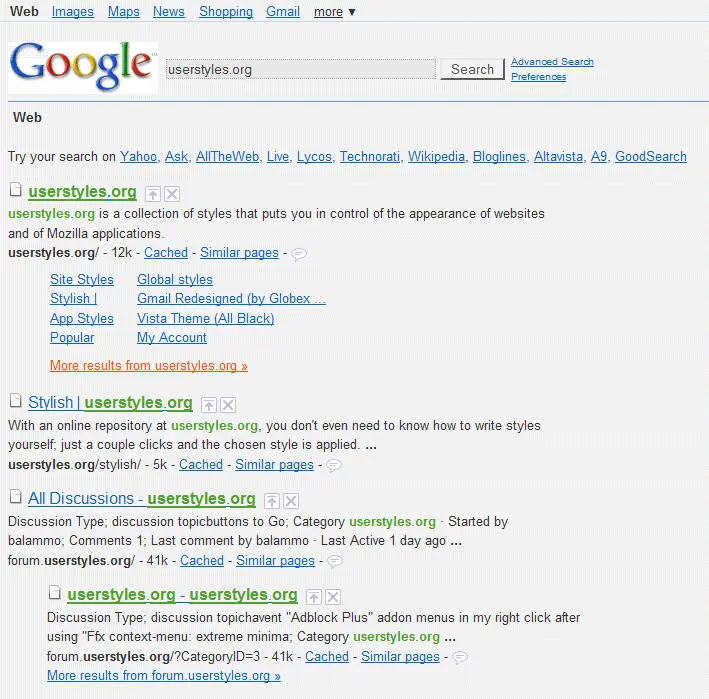 Web Images Maps News Shopping Gmail more ▼
Google™ userstyles.org Search Advanced Search
Preferences
Web
Try your search on Yahoo, Ask, AllTheWeb, Live, Lycos, Technorati, Wikipedia, Bloglines, Altavista, A9, GoodSearch
userstyles.org
userstyles.org is a collection of styles that puts you in control of the appearance of websites
and of Mozilla applications.
userstyles.org/ - 12k - Cached - Similar pages -
Site Styles Global styles
Stylish | Gmail Redesigned (by Globex ...
App Styles Vista Theme (All Black)
Popular My Account
More results from userstyles.org »
Stylish | userstyles.org
With an online repository at userstyles.org, you don't even need to know how to write styles
yourself; just a couple clicks and the chosen style is applied. ...
userstyles.org/stylish/ - 5k - Cached - Similar pages -
All Discussions - userstyles.org
Discussion Type; discussion topicbuttons to Go; Category userstyles.org · Started by
balammo; Comments 1; Last comment by balammo · Last Active 1 day ago ...
forum.userstyles.org/ - 41k - Cached - Similar pages -
userstyles.org - userstyles.org
Discussion Type; discussion topichavent "Adblock Plus" addon menus in my right click after
using "Ffx context-menu: extreme minima; Category userstyles.org ...
forum.userstyles.org/?CategoryID=3 - 41k - Cached - Similar pages -
More results from forum.userstyles.org »